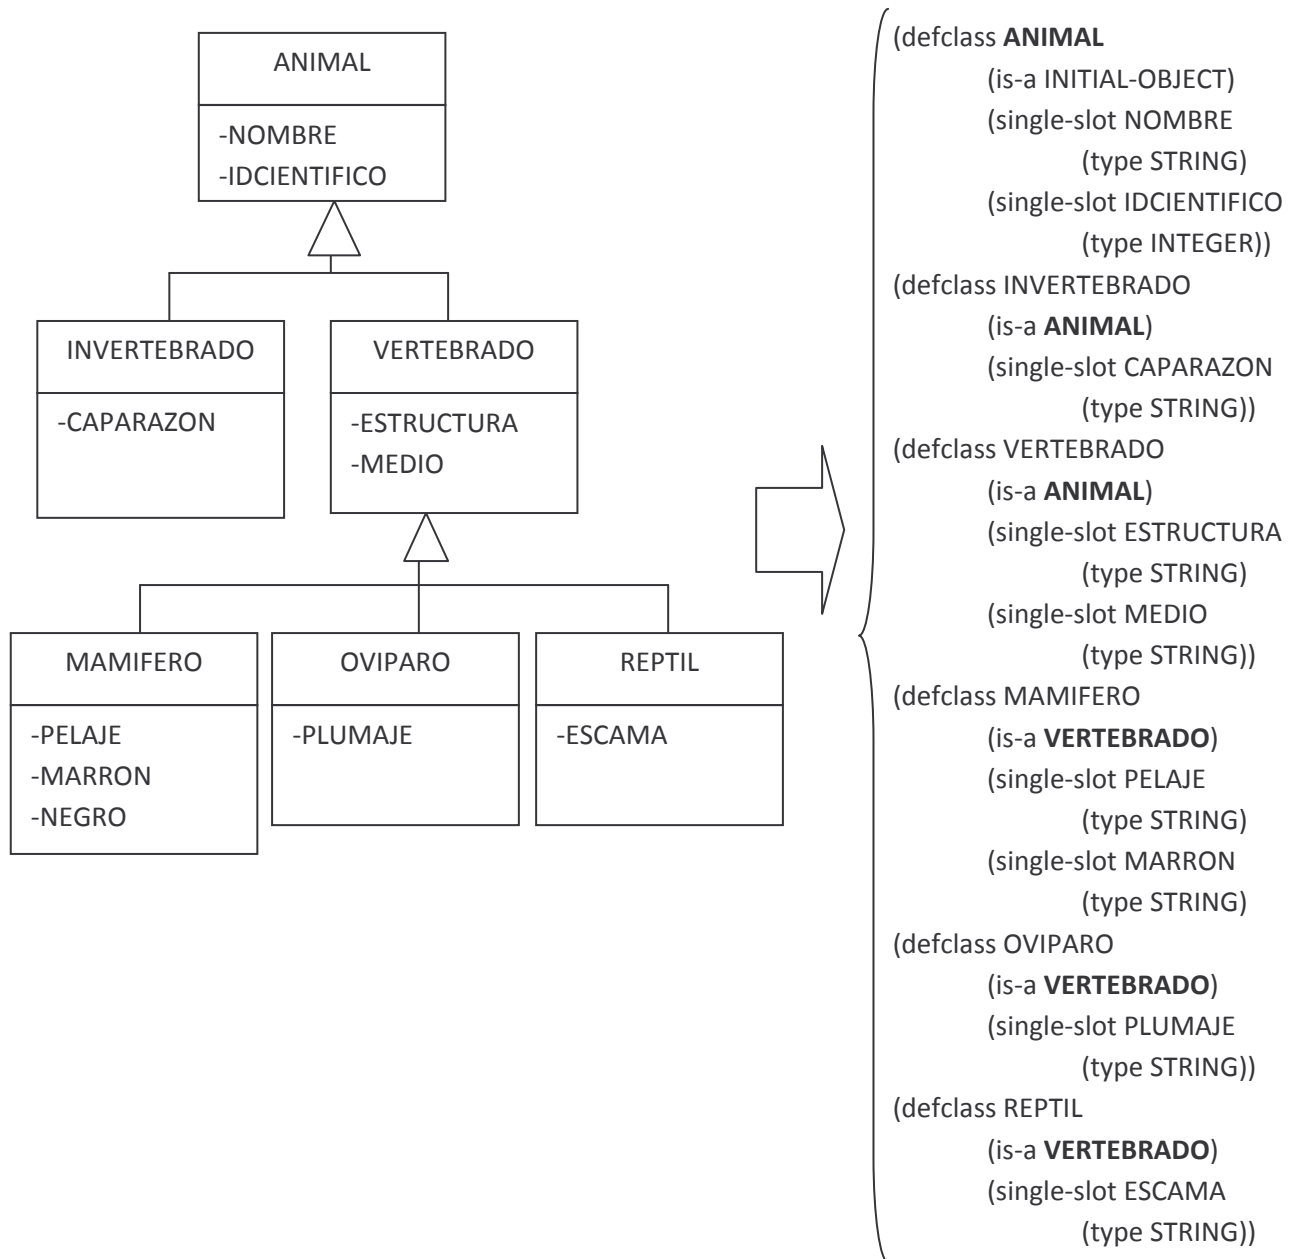 ANIMAL
-NOMBRE
-IDCIENTIFICO
INVERTEBRADO
-CAPARAZON
VERTEBRADO
-ESTRUCTURA
-MEDIO
MAMIFERO
-PELAJE
-MARRON
-NEGRO
OVIPARO
-PLUMAJE
REPTIL
-ESCAMA
(defclass ANIMAL
(is-a INITIAL-OBJECT)
(single-slot NOMBRE
(type STRING)
(single-slot IDCIENTIFICO
(type INTEGER))
(defclass INVERTEBRADO
(is-a ANIMAL)
(single-slot CAPARAZON
(type STRING))
(defclass VERTEBRADO
(is-a ANIMAL)
(single-slot ESTRUCTURA
(type STRING)
(single-slot MEDIO
(type STRING))
(defclass MAMIFERO
(is-a VERTEBRADO)
(single-slot PELAJE
(type STRING)
(single-slot MARRON
(type STRING)
(defclass OVIPARO
(is-a VERTEBRADO)
(single-slot PLUMAJE
(type STRING))
(defclass REPTIL
(is-a VERTEBRADO)
(single-slot ESCAMA
(type STRING))